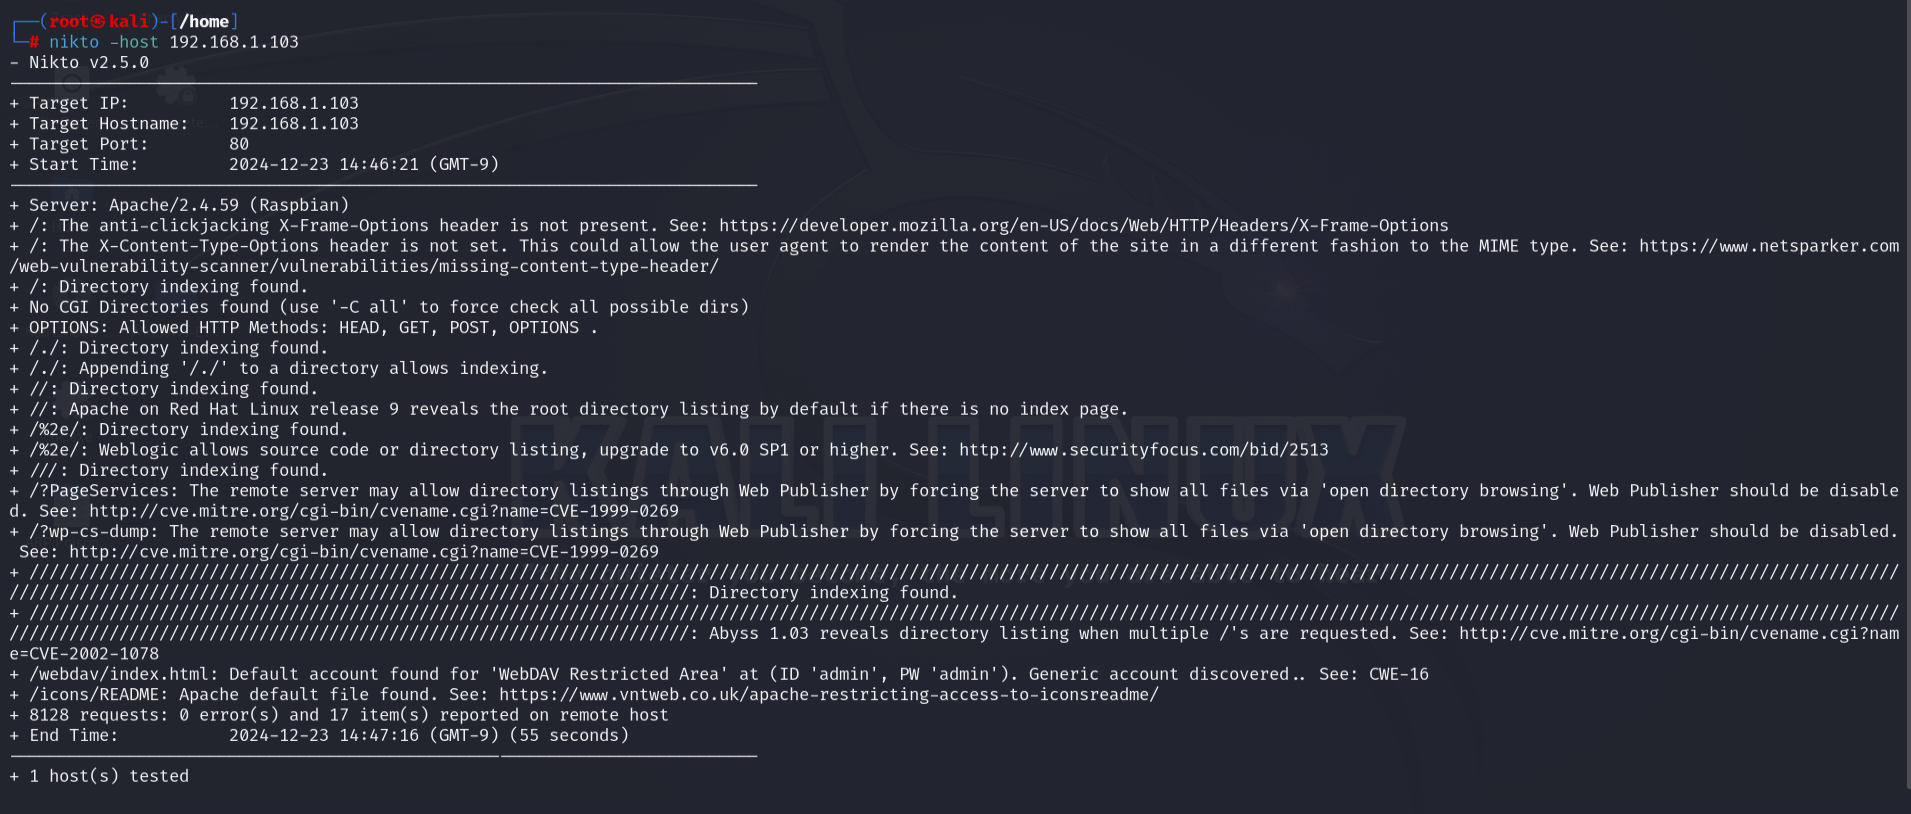 ┌──(root㉿kali)-[/home]
└─# nikto -host 192.168.1.103
- Nikto v2.5.0
---------------------------------------------------------------------------
+ Target IP:          192.168.1.103
+ Target Hostname:    192.168.1.103
+ Target Port:        80
+ Start Time:         2024-12-23 14:46:21 (GMT-9)
---------------------------------------------------------------------------
+ Server: Apache/2.4.59 (Raspbian)
+ /: The anti-clickjacking X-Frame-Options header is not present. See: https://developer.mozilla.org/en-US/docs/Web/HTTP/Headers/X-Frame-Options
+ /: The X-Content-Type-Options header is not set. This could allow the user agent to render the content of the site in a different fashion to the MIME type. See: https://www.netsparker.com
/web-vulnerability-scanner/vulnerabilities/missing-content-type-header/
+ /: Directory indexing found.
+ No CGI Directories found (use '-C all' to force check all possible dirs)
+ OPTIONS: Allowed HTTP Methods: HEAD, GET, POST, OPTIONS .
+ /./: Directory indexing found.
+ /./: Appending '/./' to a directory allows indexing.
+ //: Directory indexing found.
+ //: Apache on Red Hat Linux release 9 reveals the root directory listing by default if there is no index page.
+ /%2e/: Directory indexing found.
+ /%2e/: Weblogic allows source code or directory listing, upgrade to v6.0 SP1 or higher. See: http://www.securityfocus.com/bid/2513
+ ///: Directory indexing found.
+ /?PageServices: The remote server may allow directory listings through Web Publisher by forcing the server to show all files via 'open directory browsing'. Web Publisher should be disable
d. See: http://cve.mitre.org/cgi-bin/cvename.cgi?name=CVE-1999-0269
+ /?wp-cs-dump: The remote server may allow directory listings through Web Publisher by forcing the server to show all files via 'open directory browsing'. Web Publisher should be disabled.
 See: http://cve.mitre.org/cgi-bin/cvename.cgi?name=CVE-1999-0269
+ ///////////////////////////////////////////////////////////////////////////////////////////////////////////////////////////////////////////////////////////////////////////////////////////
////////////////////////////////////////////////////////////////////: Directory indexing found.
+ ///////////////////////////////////////////////////////////////////////////////////////////////////////////////////////////////////////////////////////////////////////////////////////////
////////////////////////////////////////////////////////////////////: Abyss 1.03 reveals directory listing when multiple /'s are requested. See: http://cve.mitre.org/cgi-bin/cvename.cgi?nam
e=CVE-2002-1078
+ /webdav/index.html: Default account found for 'WebDAV Restricted Area' at (ID 'admin', PW 'admin'). Generic account discovered.. See: CWE-16
+ /icons/README: Apache default file found. See: https://www.vntweb.co.uk/apache-restricting-access-to-iconsreadme/
+ 8128 requests: 0 error(s) and 17 item(s) reported on remote host
+ End Time:           2024-12-23 14:47:16 (GMT-9) (55 seconds)
---------------------------------------------------------------------------
+ 1 host(s) tested
KALI LINUX